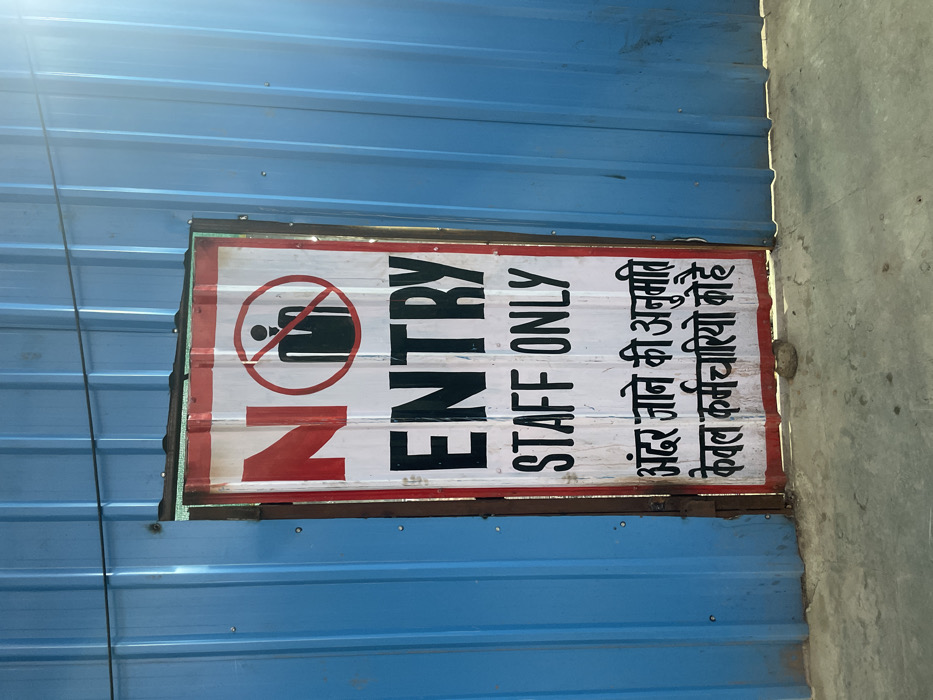 NO
ENTRY
STAFF ONLY
अंदर जाने की अनुमति
केवल कर्मचारियो को है